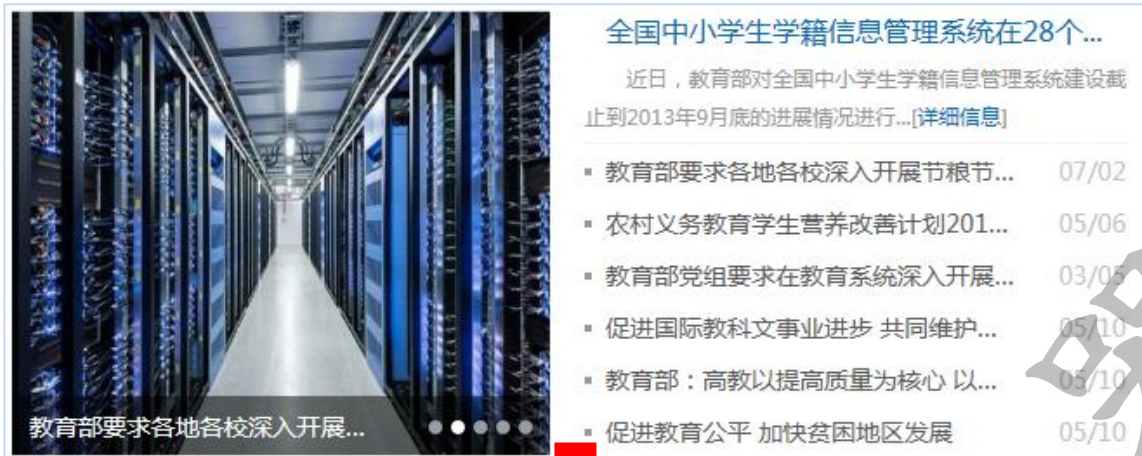 教育部要求各地各校深入开展...
全国中小学生学籍信息管理系统在28个...
近日，教育部对全国中小学生学籍信息管理系统建设截
止到2013年9月底的进展情况进行...[详细信息]
教育部要求各地各校深入开展节粮节... 07/02
农村义务教育学生营养改善计划201... 05/06
教育部党组要求在教育系统深入开展... 03/05
促进国际教科文事业进步 共同维护... 05/10
教育部：高教以提高质量为核心 以... 05/10
促进教育公平 加快贫困地区发展 05/10